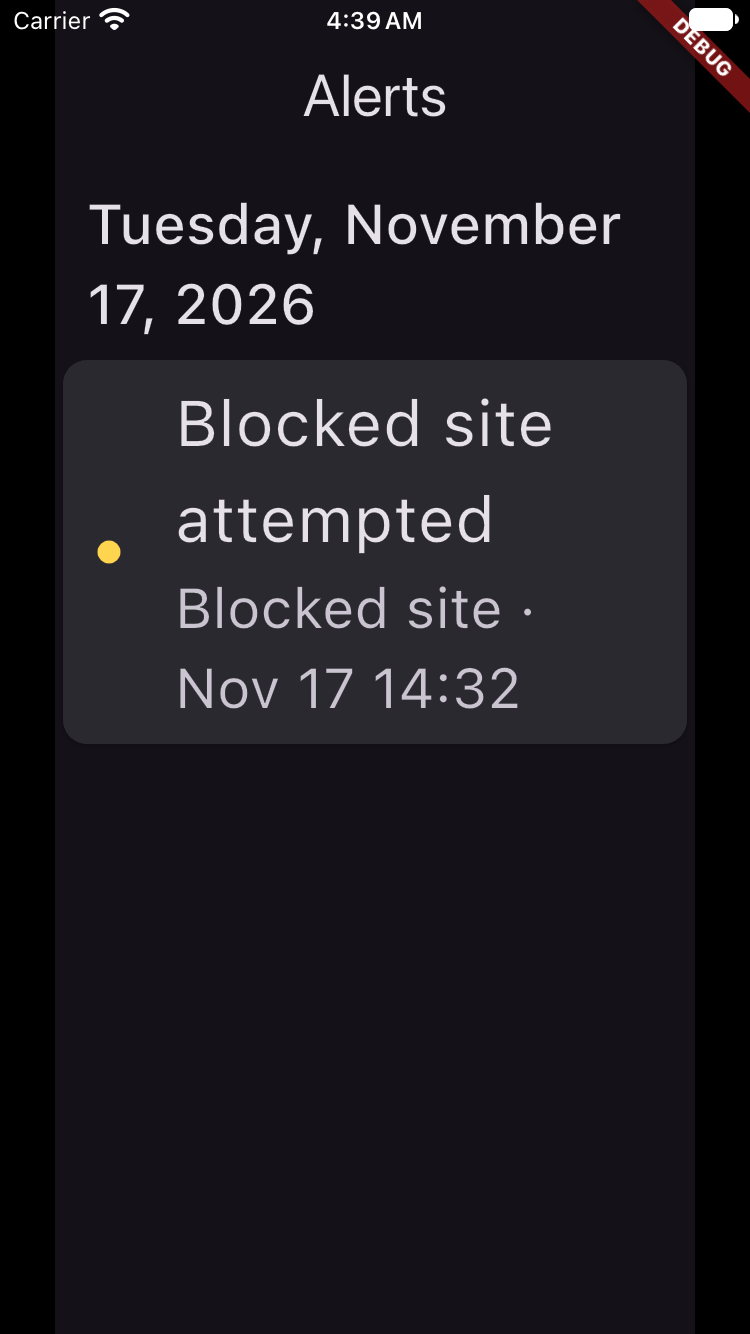 Carrier 4:39 AM
DEBUG
Alerts
Tuesday, November
17, 2026
Blocked site
attempted
Blocked site ·
Nov 17 14:32